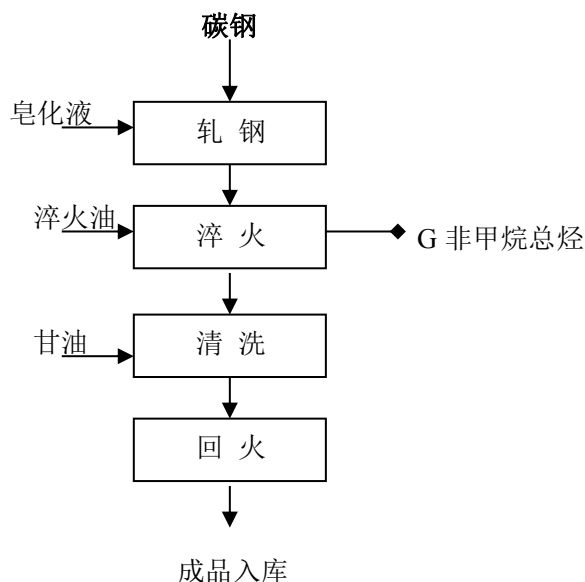 碳钢
皂化液
轧 钢
淬火油
淬 火
G 非甲烷总烃
甘油
清 洗
回 火
成品入库